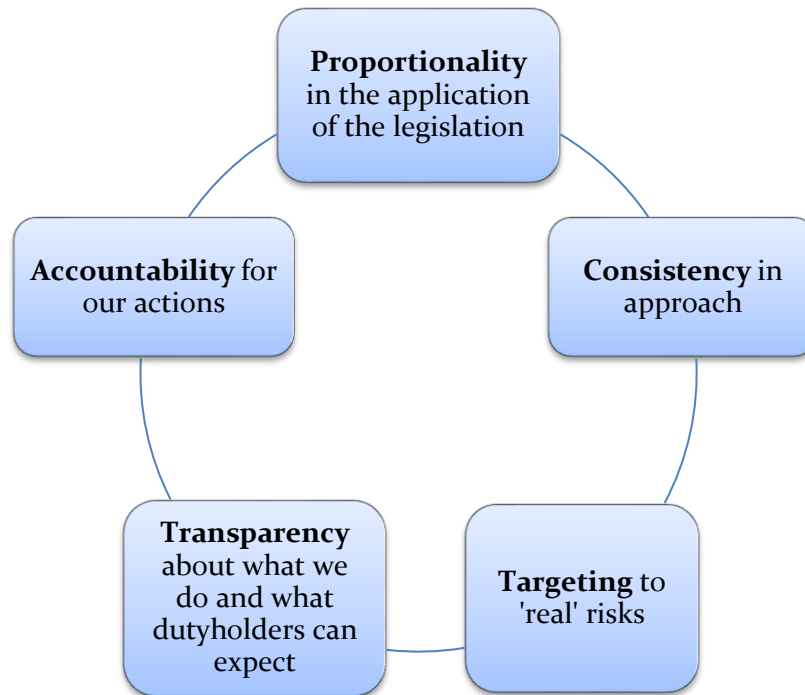 Proportionality
in the application
of the legislation
Consistency in
approach
Targeting to
'real' risks
Transparency
about what we
do and what
dutyholders can
expect
Accountability for
our actions